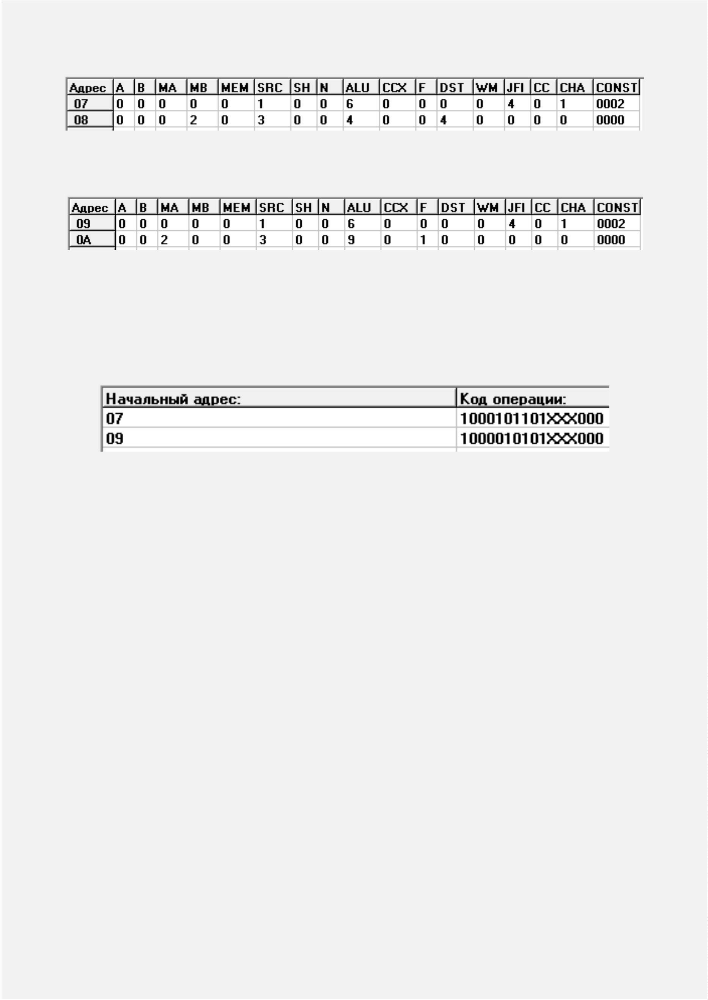 Адрес A B MA MB MEM SRC SH N ALU CCX F DST WM JFI CC CHA CONST
07 0 0 0 0 0 1 0 0 6 0 0 0 0 4 0 1 0002
08 0 0 0 2 0 3 0 0 4 0 0 4 0 0 0 0 0000
Адрес A B MA MB MEM SRC SH N ALU CCX F DST WM JFI CC CHA CONST
09 0 0 0 0 0 1 0 0 6 0 0 0 0 4 0 1 0002
0A 0 0 2 0 0 3 0 0 9 0 1 0 0 0 0 0 0000
Начальный адрес: Код операции:
07 1000101101XXX000
09 1000010101XXX000